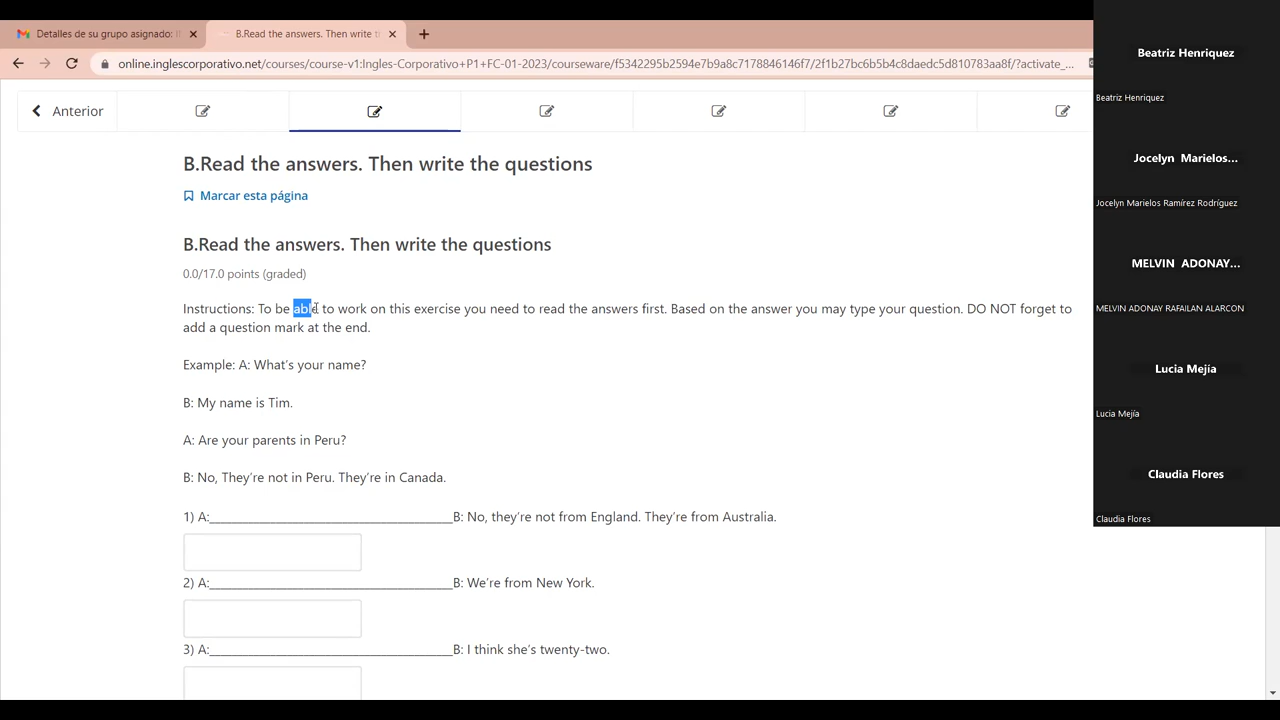 Detalles de su grupo asignado: I
B.Read the answers. Then write t
online.inglescorporativo.net/courses/course-v1:Ingles-Corporativo+P1+FC-01-2023/courseware/f5342295b2594e7b9a8c7178846146f7/2f1b27bc6b5b4c8daedc5d810783aa8f/?activate_...
Anterior
B.Read the answers. Then write the questions
Marcar esta página
B.Read the answers. Then write the questions
0.0/17.0 points (graded)
Instructions: To be able to work on this exercise you need to read the answers first. Based on the answer you may type your question. DO NOT forget to
add a question mark at the end.
Example: A: What's your name?
B: My name is Tim.
A: Are your parents in Peru?
B: No, They're not in Peru. They're in Canada.
1) A:_________________________________B: No, they're not from England. They're from Australia.
2) A:_________________________________B: We're from New York.
3) A:_________________________________B: I think she's twenty-two.
Beatriz Henriquez
Beatriz Henriquez
Jocelyn Marielos...
Jocelyn Marielos Ramírez Rodríguez
MELVIN ADONAY...
MELVIN ADONAY RAFAILAN ALARCON
Lucia Mejía
Lucia Mejía
Claudia Flores
Claudia Flores